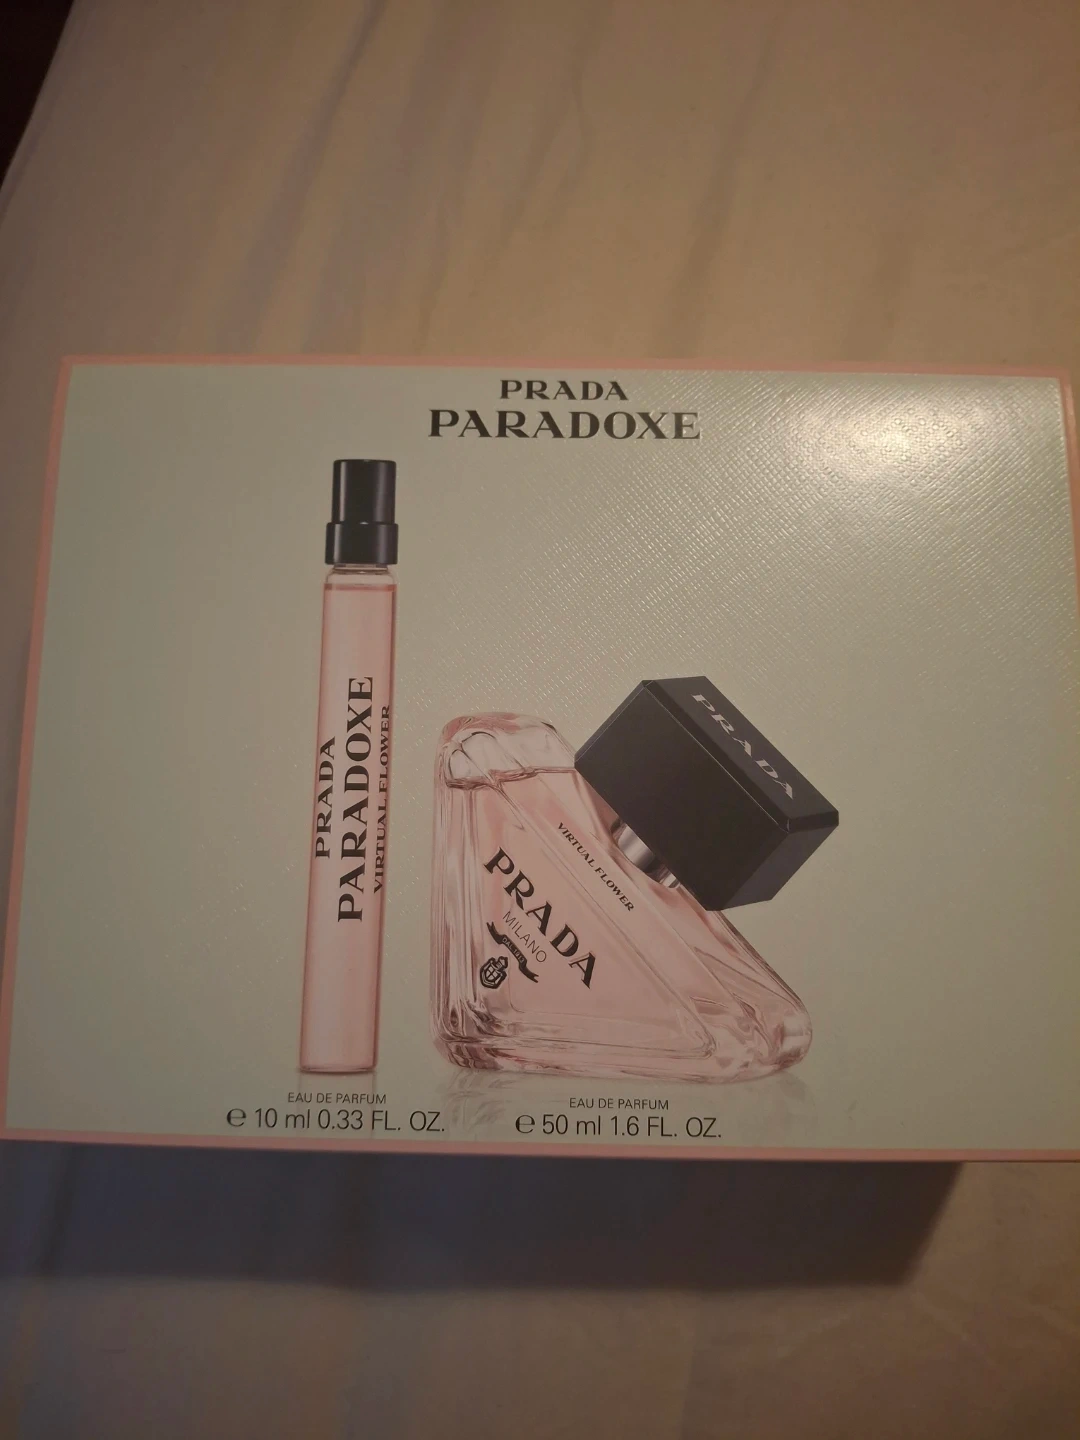 PRADA
PARADOXE
PRADA
PARADOXE
VIRTUAL FLOWER
PRADA
VIRTUAL FLOWER
PRADA
MILANO
EAU DE PARFUM
e 10 ml 0.33 FL. OZ.
EAU DE PARFUM
e 50 ml 1.6 FL. OZ.